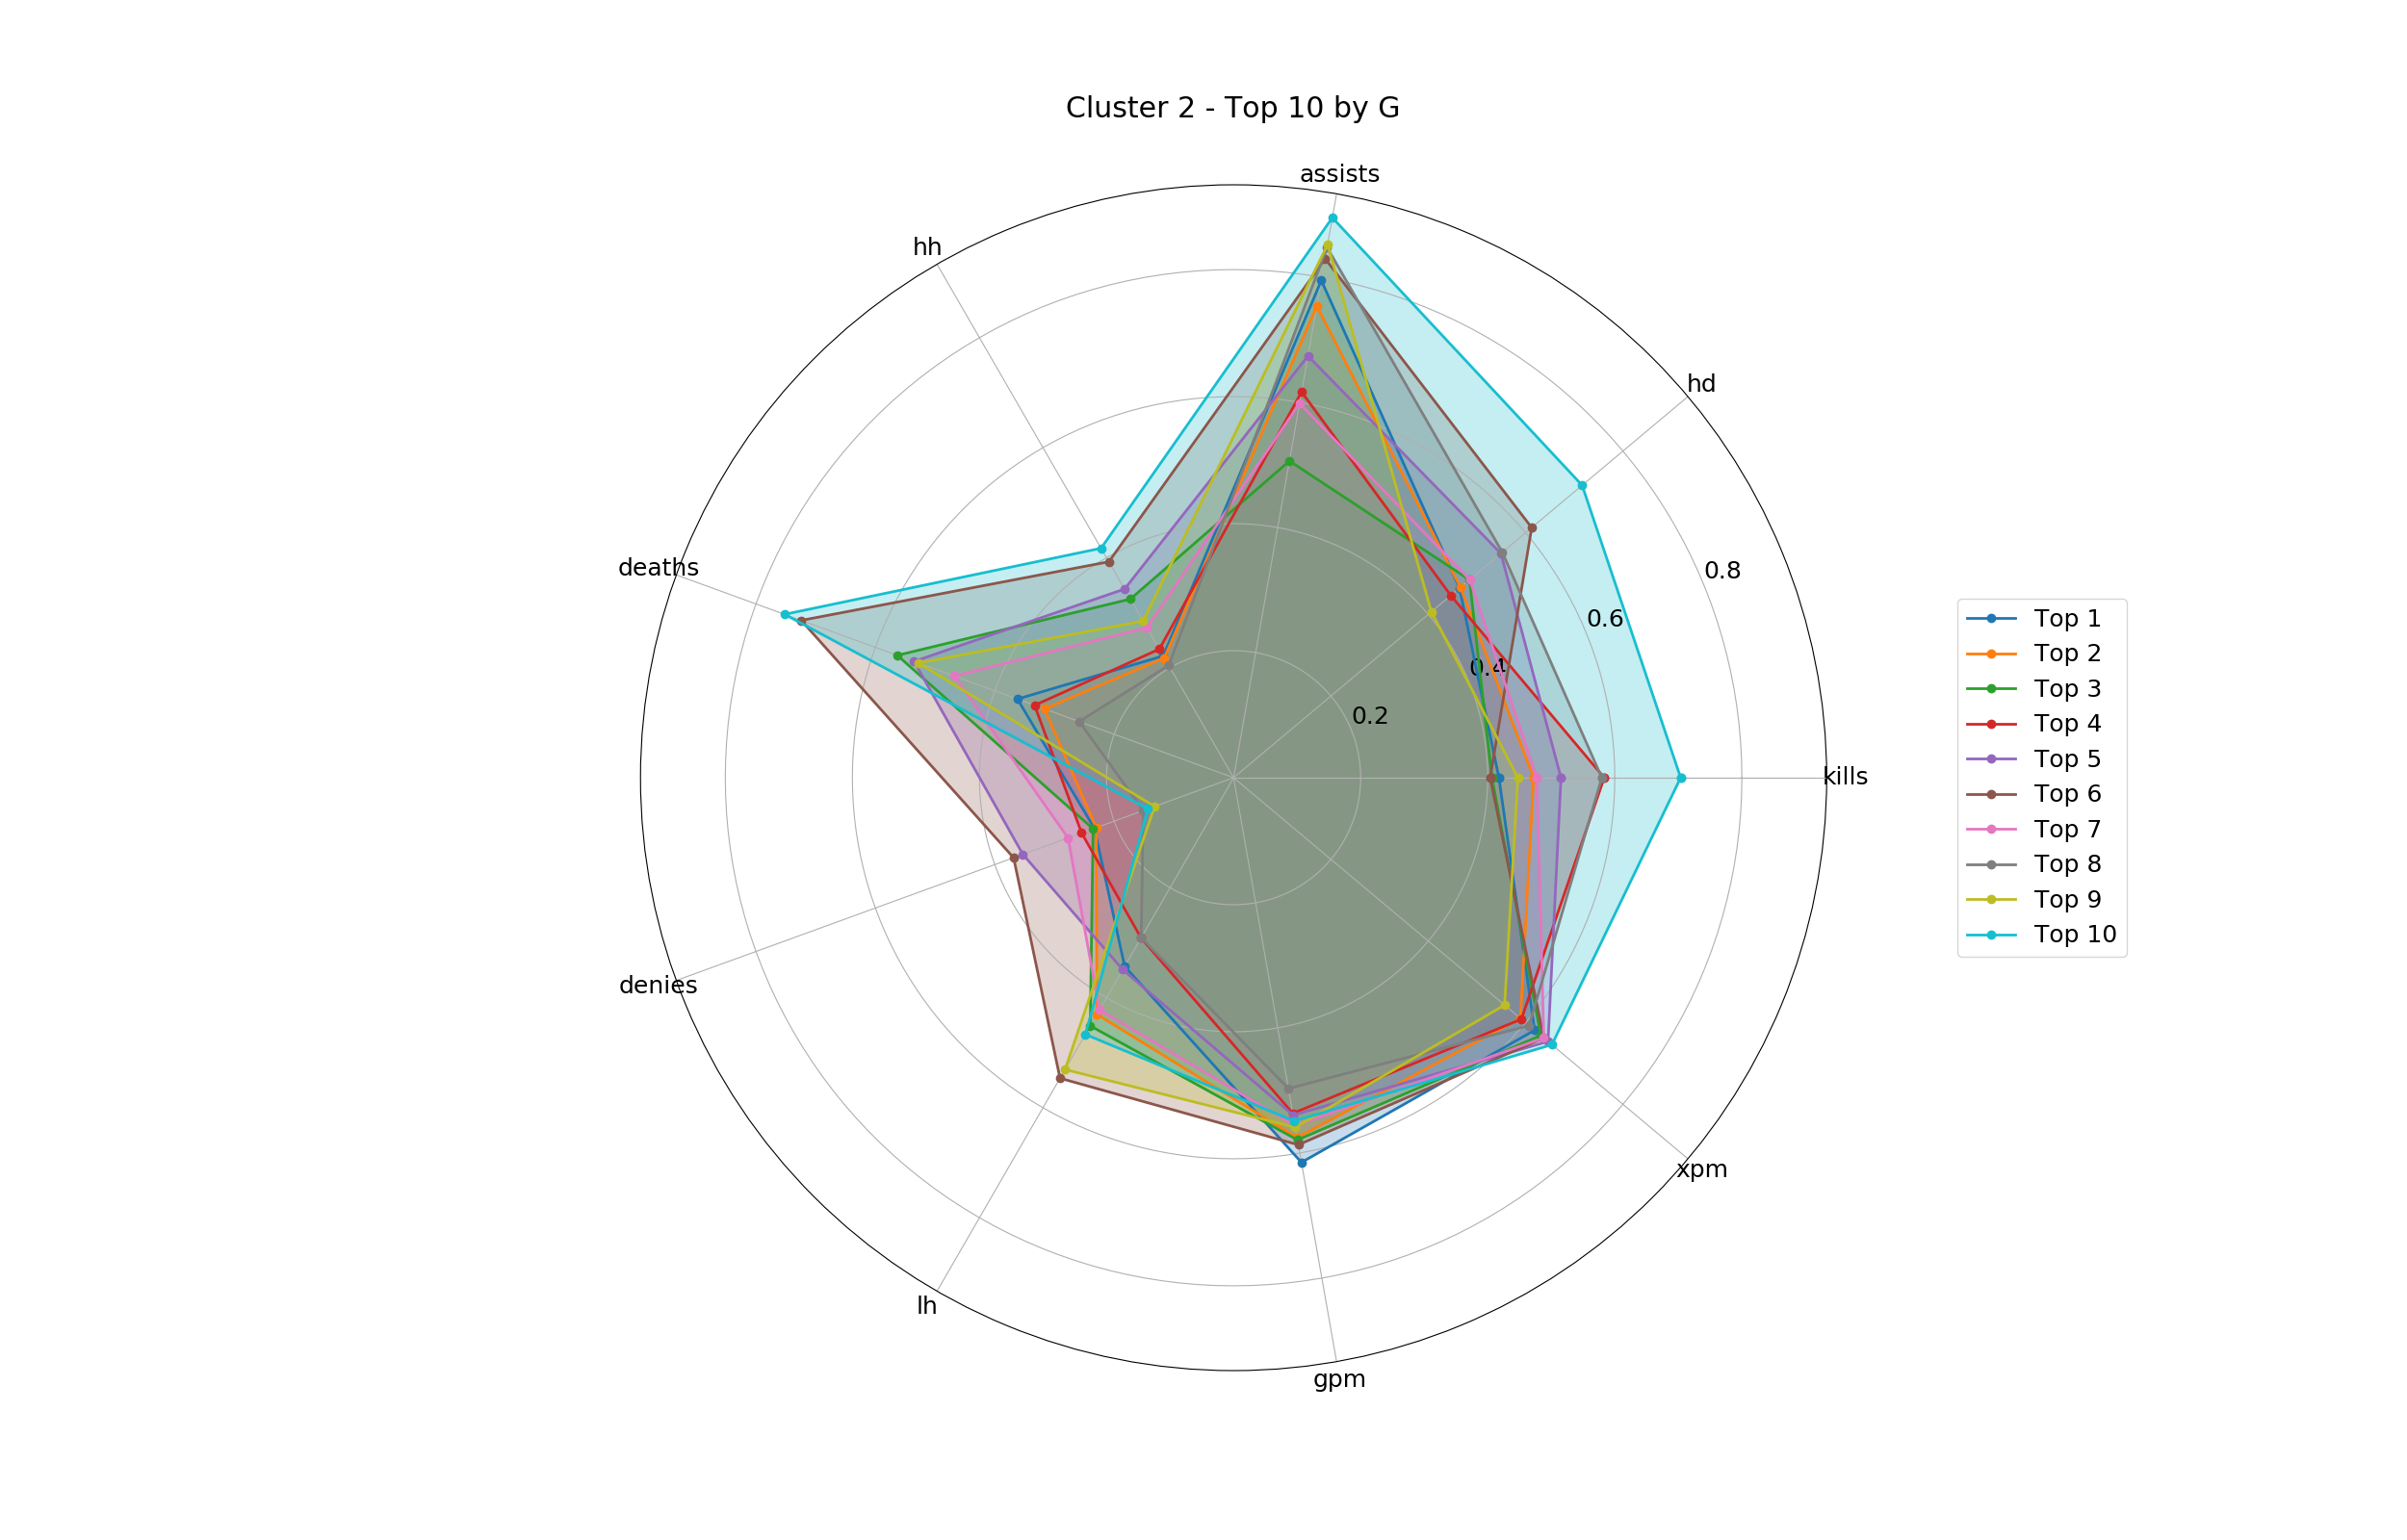 Cluster 2 - Top 10 by G
assists
hh
hd
deaths
0.8
0.6
0.4
0.2
kills
denies
xpm
lh
gpm
Top 1
Top 2
Top 3
Top 4
Top 5
Top 6
Top 7
Top 8
Top 9
Top 10